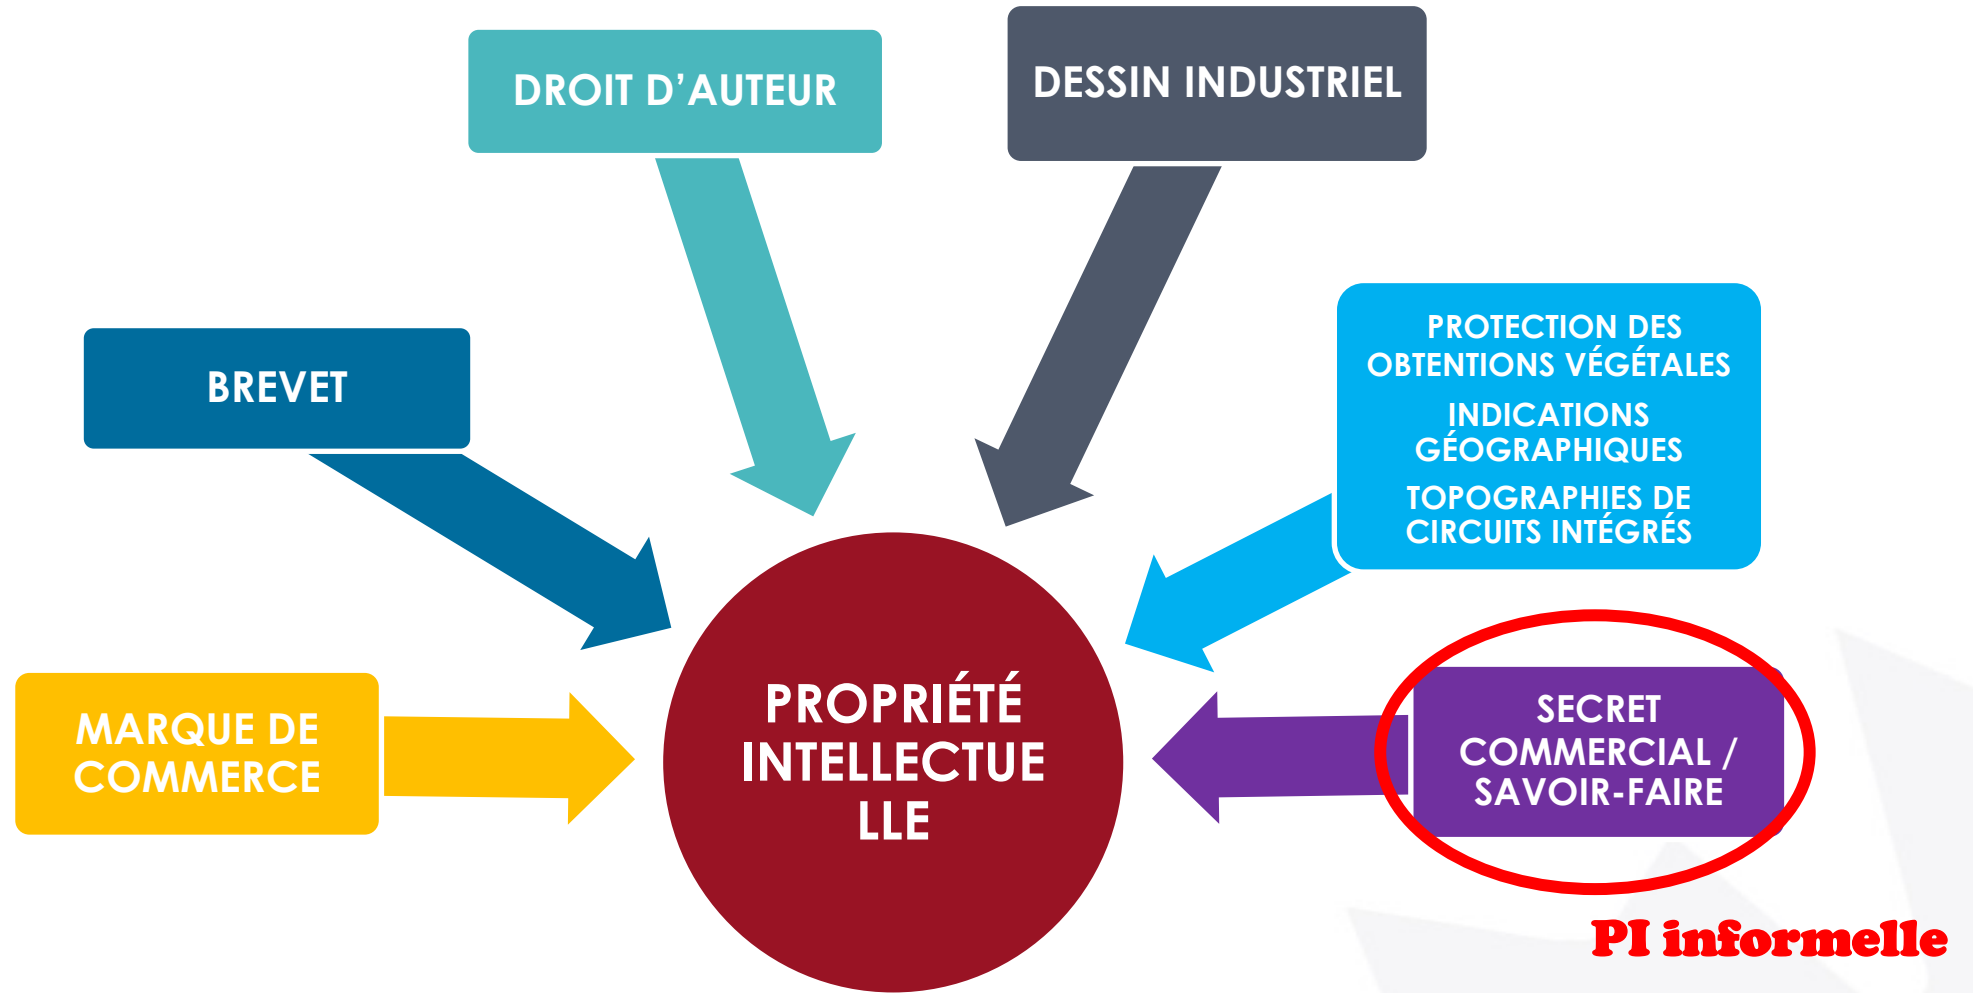 DROIT D’AUTEUR
DESSIN INDUSTRIEL
BREVET
PROTECTION DES
OBTENTIONS VÉGÉTALES
INDICATIONS
GÉOGRAPHIQUES
TOPOGRAPHIES DE
CIRCUITS INTÉGRÉS
MARQUE DE
COMMERCE
PROPRIÉTÉ
INTELLECTUE
LLE
SECRET
COMMERCIAL /
SAVOIR-FAIRE
PI informelle